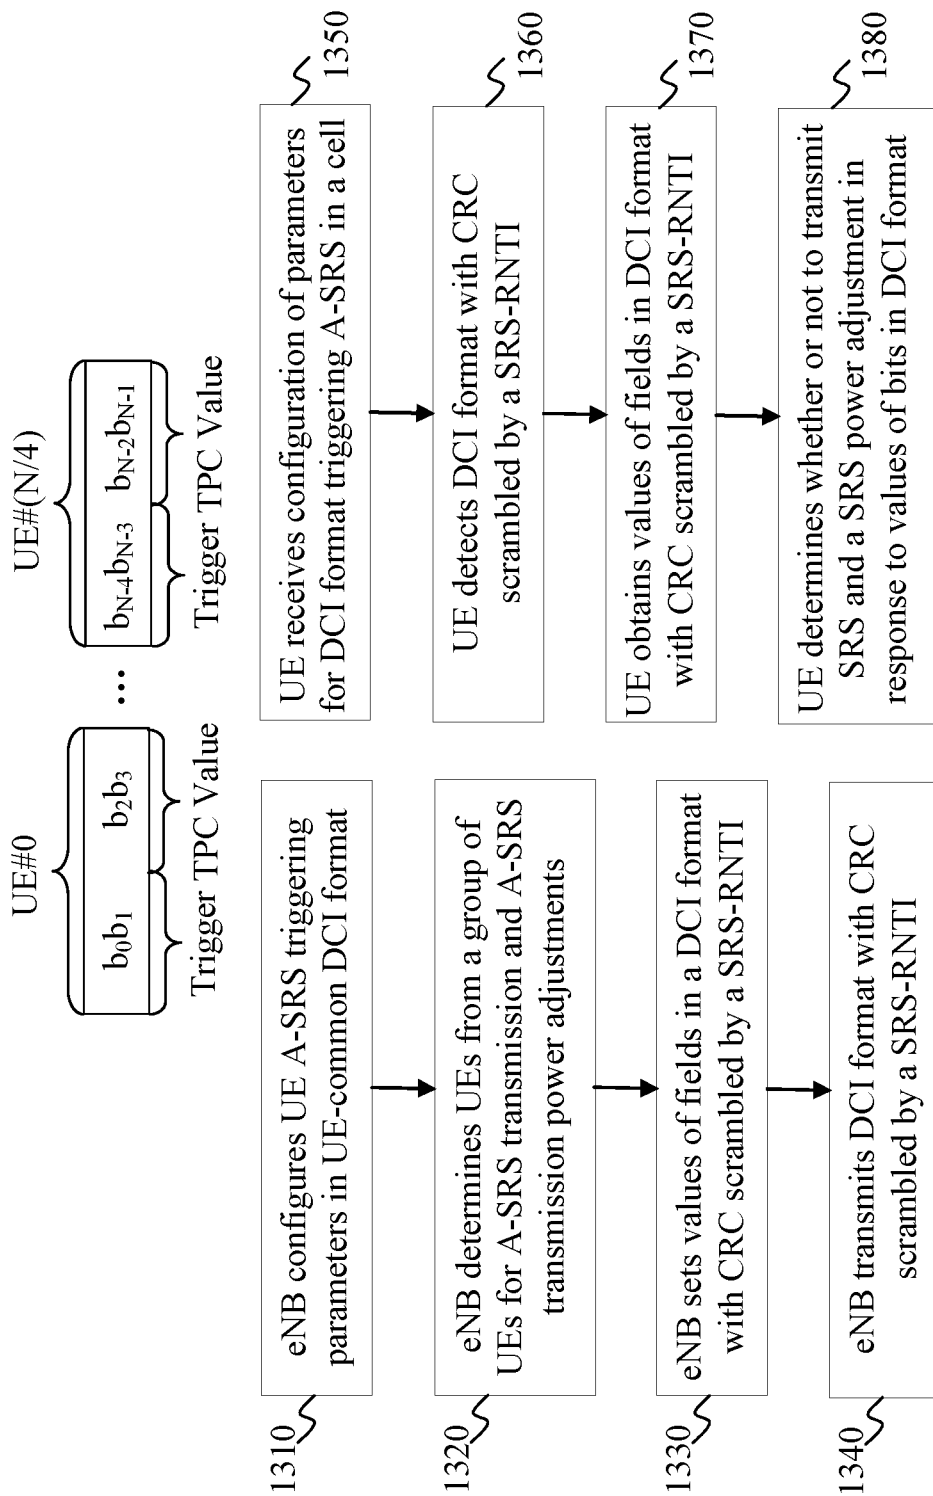 UE#0
UE#(N/4)
b0b1 b2b3 ... bN-4bN-3 bN-2bN-1
Trigger TPC Value
Trigger TPC Value
1310
eNB configures UE A-SRS triggering
parameters in UE-common DCI format
1320
eNB determines UEs from a group of
UEs for A-SRS transmission and A-SRS
transmission power adjustments
1330
eNB sets values of fields in a DCI format
with CRC scrambled by a SRS-RNTI
1340
eNB transmits DCI format with CRC
scrambled by a SRS-RNTI
UE receives configuration of parameters
for DCI format triggering A-SRS in a cell
1350
UE detects DCI format with CRC
scrambled by a SRS-RNTI
1360
UE obtains values of fields in DCI format
with CRC scrambled by a SRS-RNTI
1370
UE determines whether or not to transmit
SRS and a SRS power adjustment in
response to values of bits in DCI format
1380